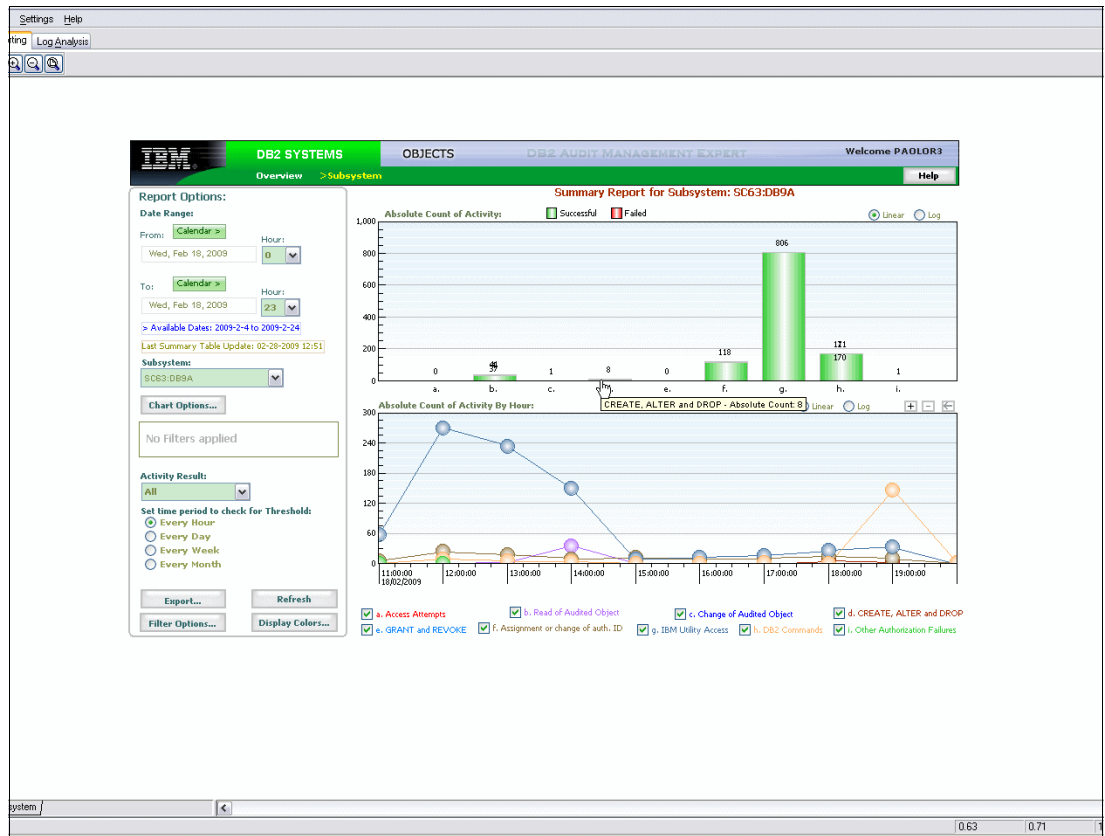 Settings Help
rting Log Analysis
IBM. DB2 SYSTEMS OBJECTS DB2 AUDIT MANAGEMENT EXPERT Welcome PAOLOR3
Overview >Subsystem Help
Report Options:
Date Range:
From: Calendar > Hour:
Wed, Feb 18, 2009 0
To: Calendar > Hour:
Wed, Feb 18, 2009 23
> Available Dates: 2009-2-4 to 2009-2-24
Last Summary Table Update: 02-28-2009 12:51
Subsystem:
SC63:DB9A
Chart Options...
No Filters applied
Activity Result:
All
Set time period to check for Threshold:
Every Hour
Every Day
Every Week
Every Month
Export... Refresh
Filter Options... Display Colors...
Summary Report for Subsystem: SC63:DB9A
Absolute Count of Activity: Successful Failed Linear Log
1,000
800
600
400
200
0
0 37 1 8 0 118 806 170 1
a. b. c. e. f. g. h. i.
CREATE, ALTER and DROP - Absolute Count: 8
Absolute Count of Activity By Hour: Linear Log
300
240
180
120
60
0
11:00:00 12:00:00 13:00:00 14:00:00 15:00:00 16:00:00 17:00:00 18:00:00 19:00:00
18/02/2009
a. Access Attempts b. Read of Audited Object c. Change of Audited Object d. CREATE, ALTER and DROP
e. GRANT and REVOKE f. Assignment or change of auth. ID g. IBM Utility Access h. DB2 Commands i. Other Authorization Failures
system
0.63 0.71 1